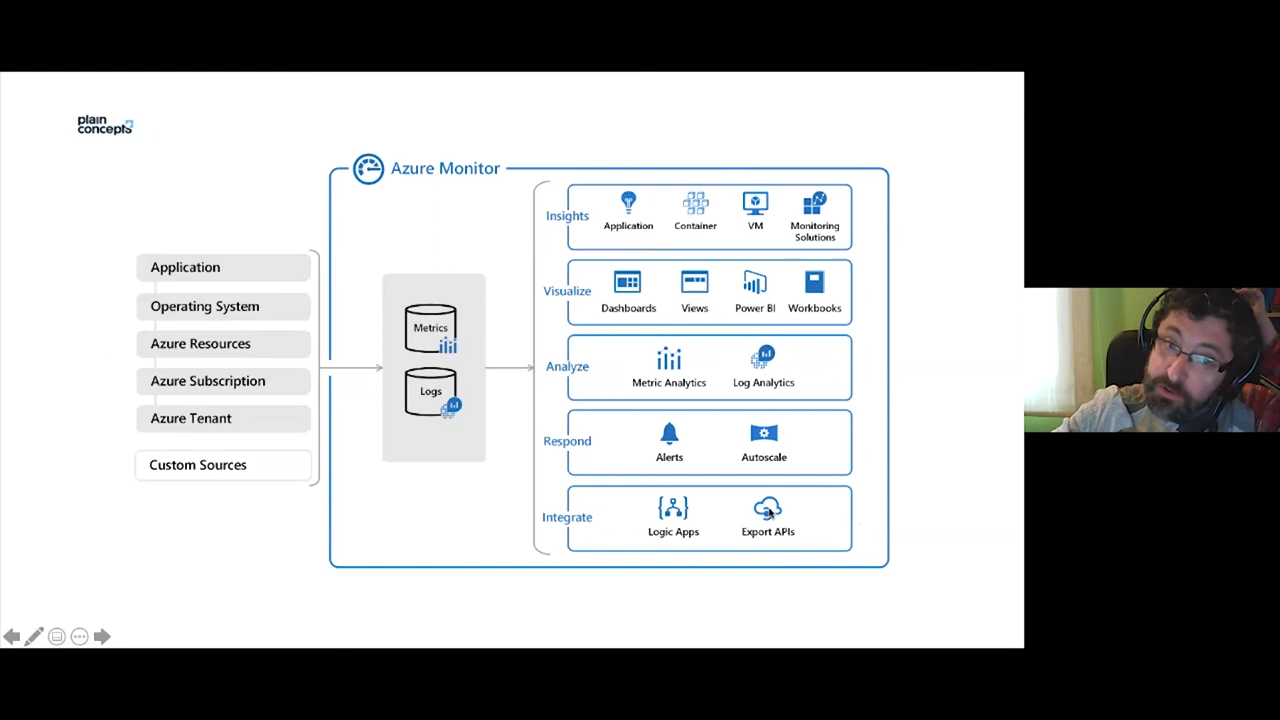 plain
concepts
Azure Monitor
Insights
Application
Container
VM
Monitoring
Solutions
Visualize
Dashboards
Views
Power BI
Workbooks
Analyze
Metric Analytics
Log Analytics
Respond
Alerts
Autoscale
Integrate
Logic Apps
Export APIs
Application
Operating System
Azure Resources
Azure Subscription
Azure Tenant
Custom Sources
Metrics
Logs